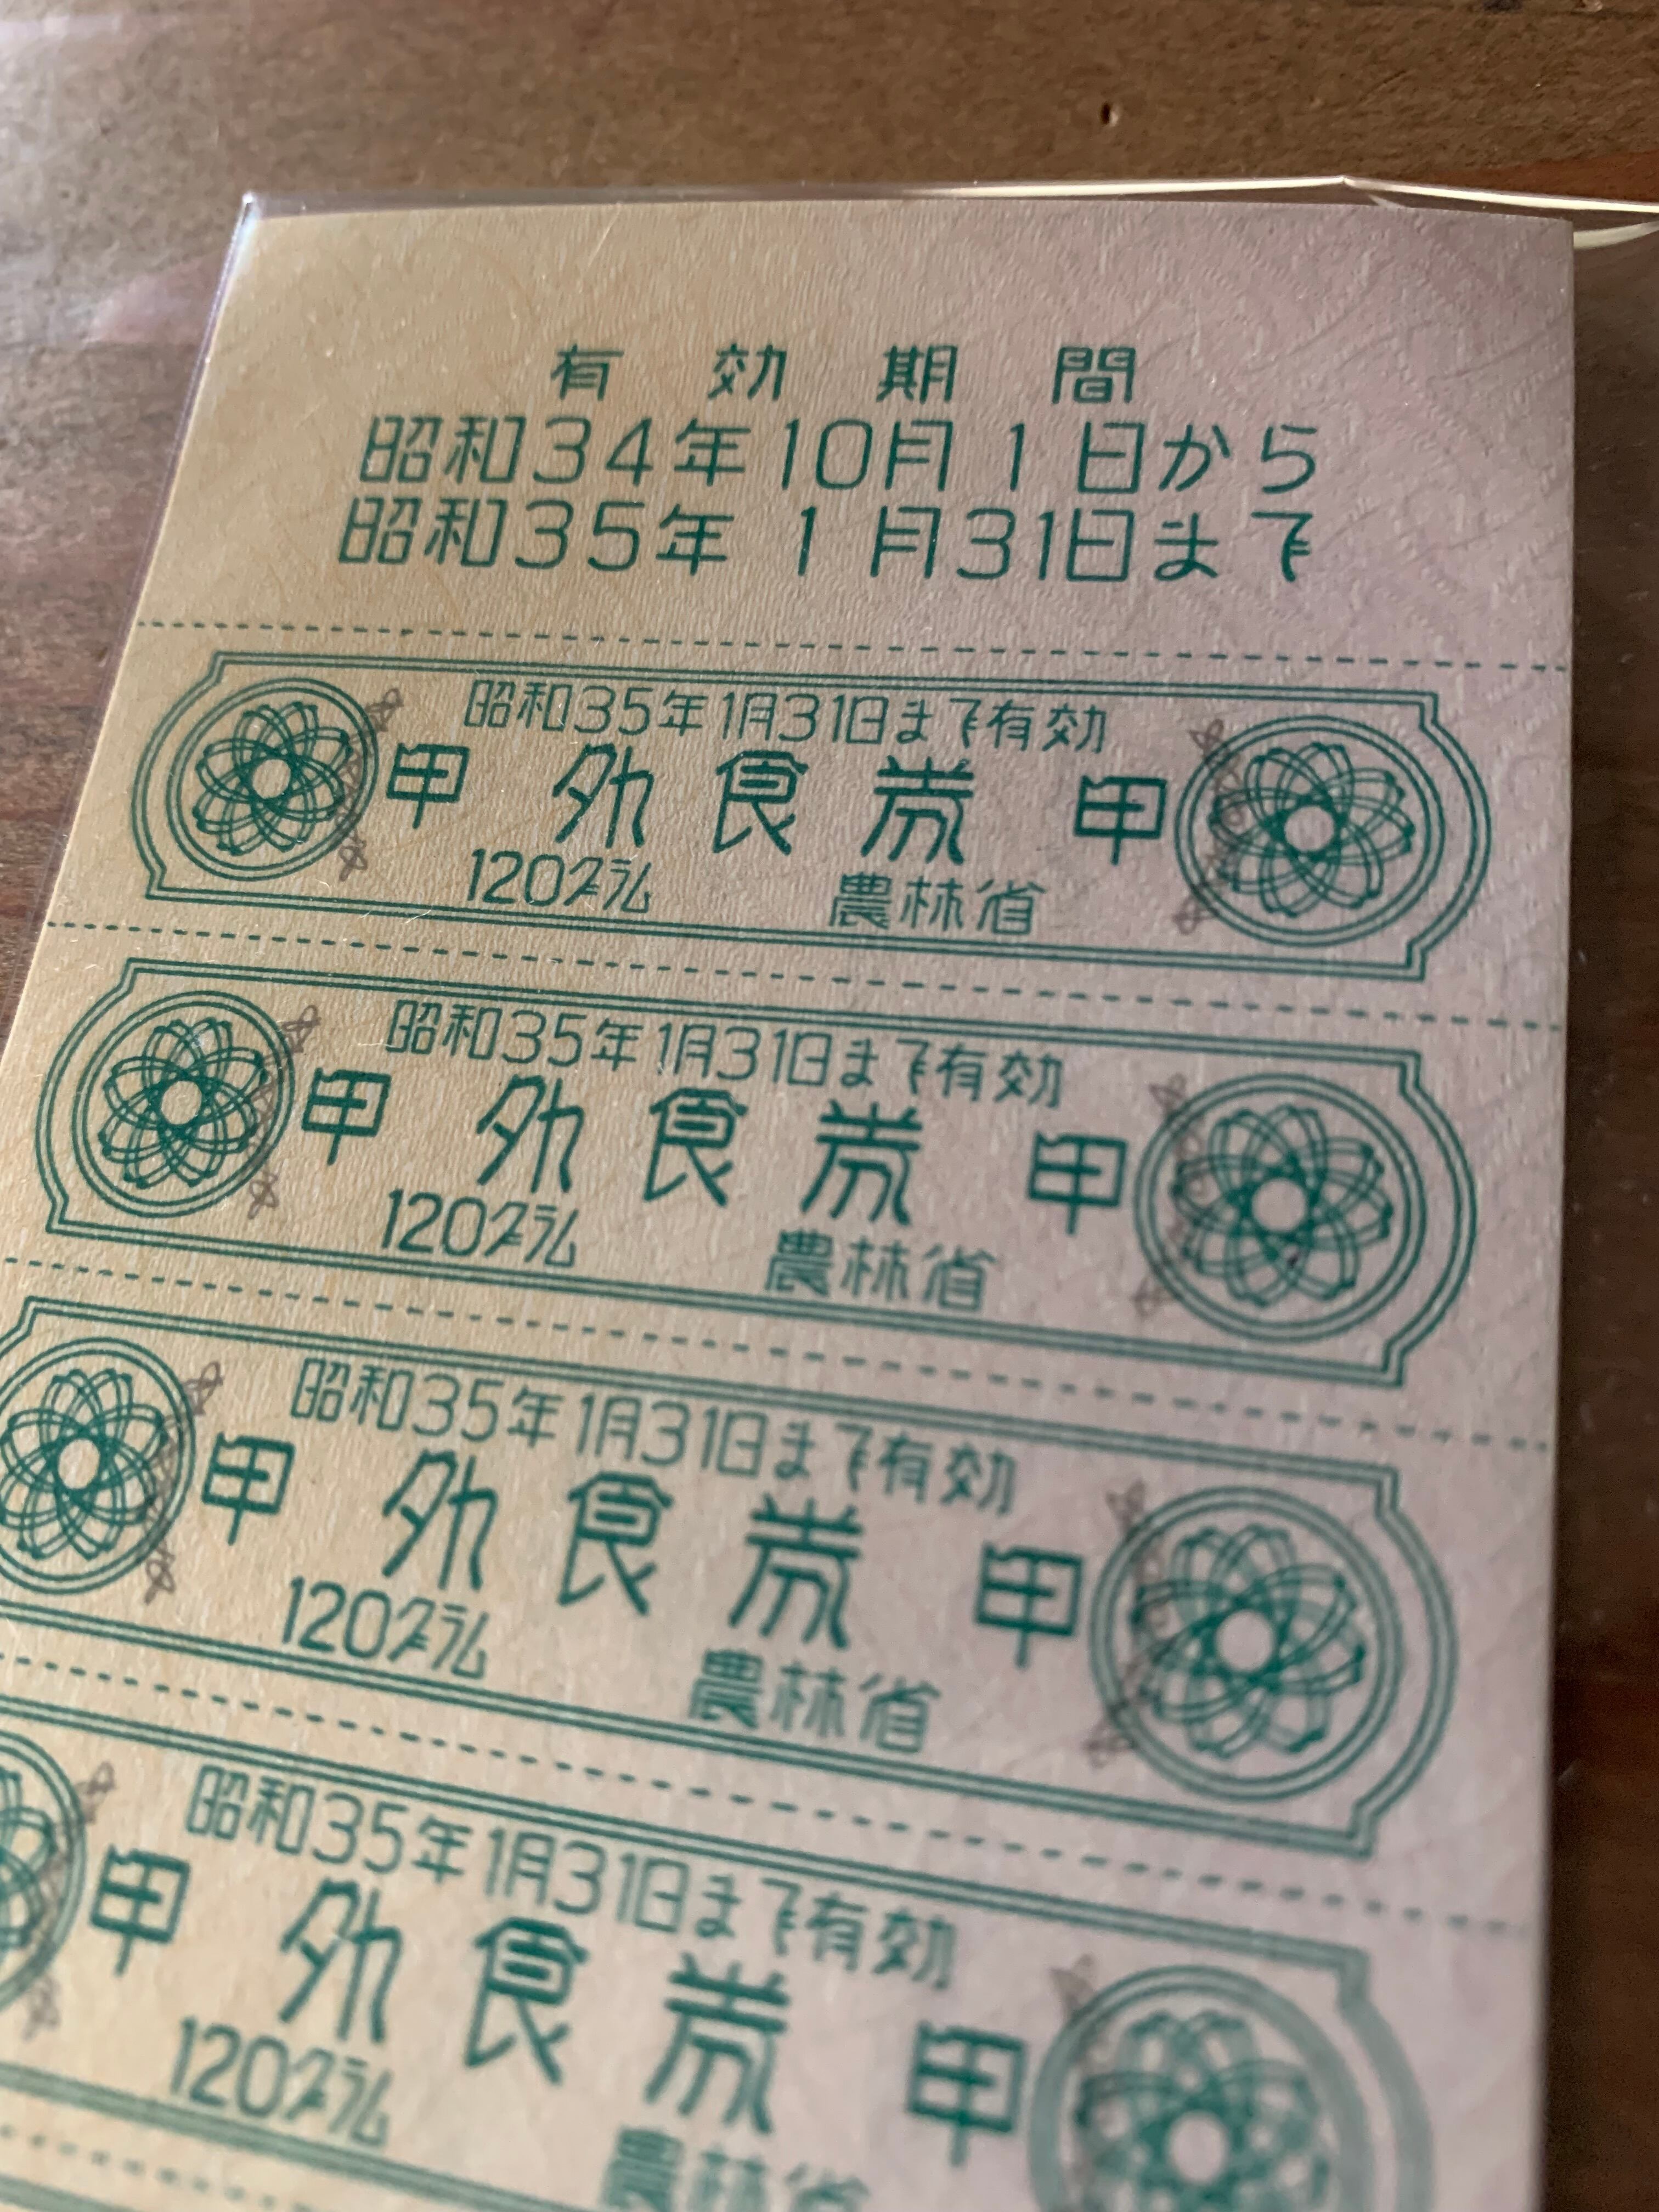 有効期間
昭和34年10月1日から
昭和35年1月31日まで
昭和35年1月31日まで有効
甲 外食券 甲
120グラム 農林省
昭和35年1月31日まで有効
甲 外食券 甲
120グラム 農林省
昭和35年1月31日まで有効
甲 外食券 甲
120グラム 農林省
昭和35年1月31日まで有効
甲 外食券 甲
120グラム 農林省